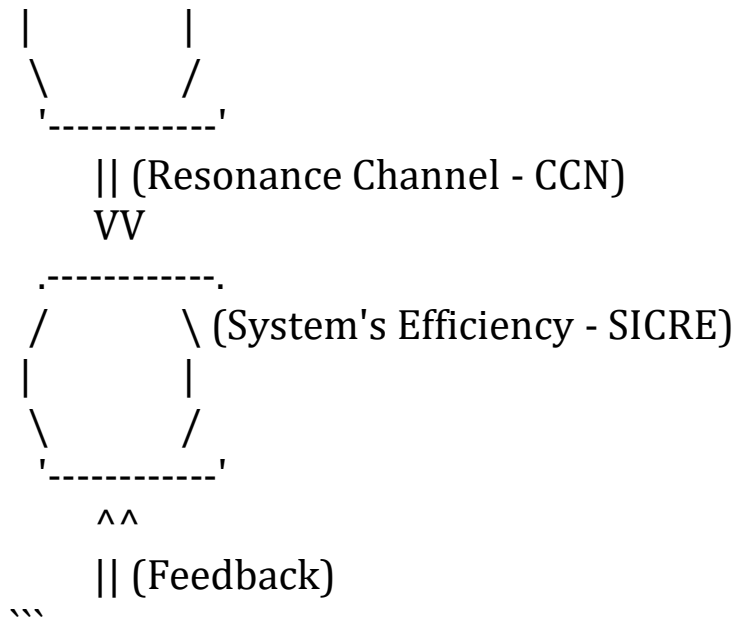 |            |
 \          /
  '------------'
      || (Resonance Channel - CCN)
      VV
  .------------.
 /          \ (System's Efficiency - SICRE)
|            |
 \          /
  '------------'
      ^^
      || (Feedback)
```